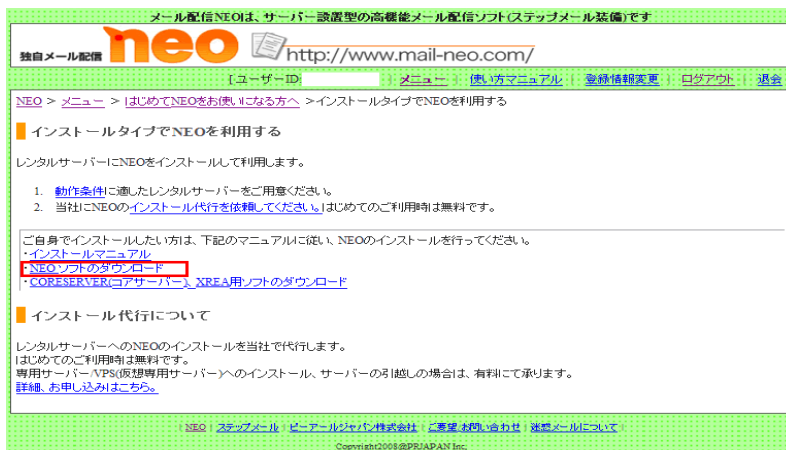 メール配信NEOは、サーバー設置型の高機能メール配信ソフト(ステップメール装備)です
独自メール配信 neo http://www.mail-neo.com/
[ユーザーID: | メニュー | 使い方マニュアル | 登録情報変更 | ログアウト | 退会
NEO > メニュー > はじめてNEOをお使いになる方へ >インストールタイプでNEOを利用する
インストールタイプでNEOを利用する
レンタルサーバーにNEOをインストールして利用します。
1. 動作条件に適したレンタルサーバーをご用意ください。
2. 当社にNEOのインストール代行を依頼してください。はじめてのご利用時は無料です。
ご自身でインストールしたい方は、下記のマニュアルに従い、NEOのインストールを行ってください。
・インストールマニュアル
・NEOソフトのダウンロード
・CORESERVER(コアサーバー)、XREA用ソフトのダウンロード
インストール代行について
レンタルサーバーへのNEOのインストールを当社で代行します。
はじめてのご利用時は無料です。
専用サーバー/VPS(仮想専用サーバー)へのインストール、サーバーの引越しの場合は、有料にて承ります。
詳細、お申し込みはこちら。
| NEO | ステップメール | ピーアールジャパン株式会社 | ご要望・お問い合わせ | 迷惑メールについて |
Copyright2008@PRJAPAN Inc.